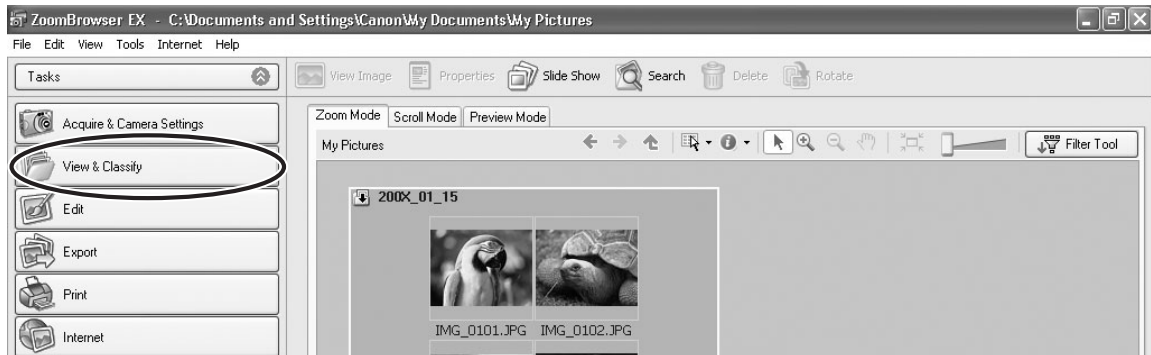 ZoomBrowser EX - C:\Documents and Settings\Canon\My Documents\My Pictures
File Edit View Tools Internet Help
Tasks
View Image Properties Slide Show Search Delete Rotate
Acquire & Camera Settings
View & Classify
Edit
Export
Print
Internet
Zoom Mode Scroll Mode Preview Mode
My Pictures
Filter Tool
200X_01_15
IMG_0101.JPG IMG_0102.JPG